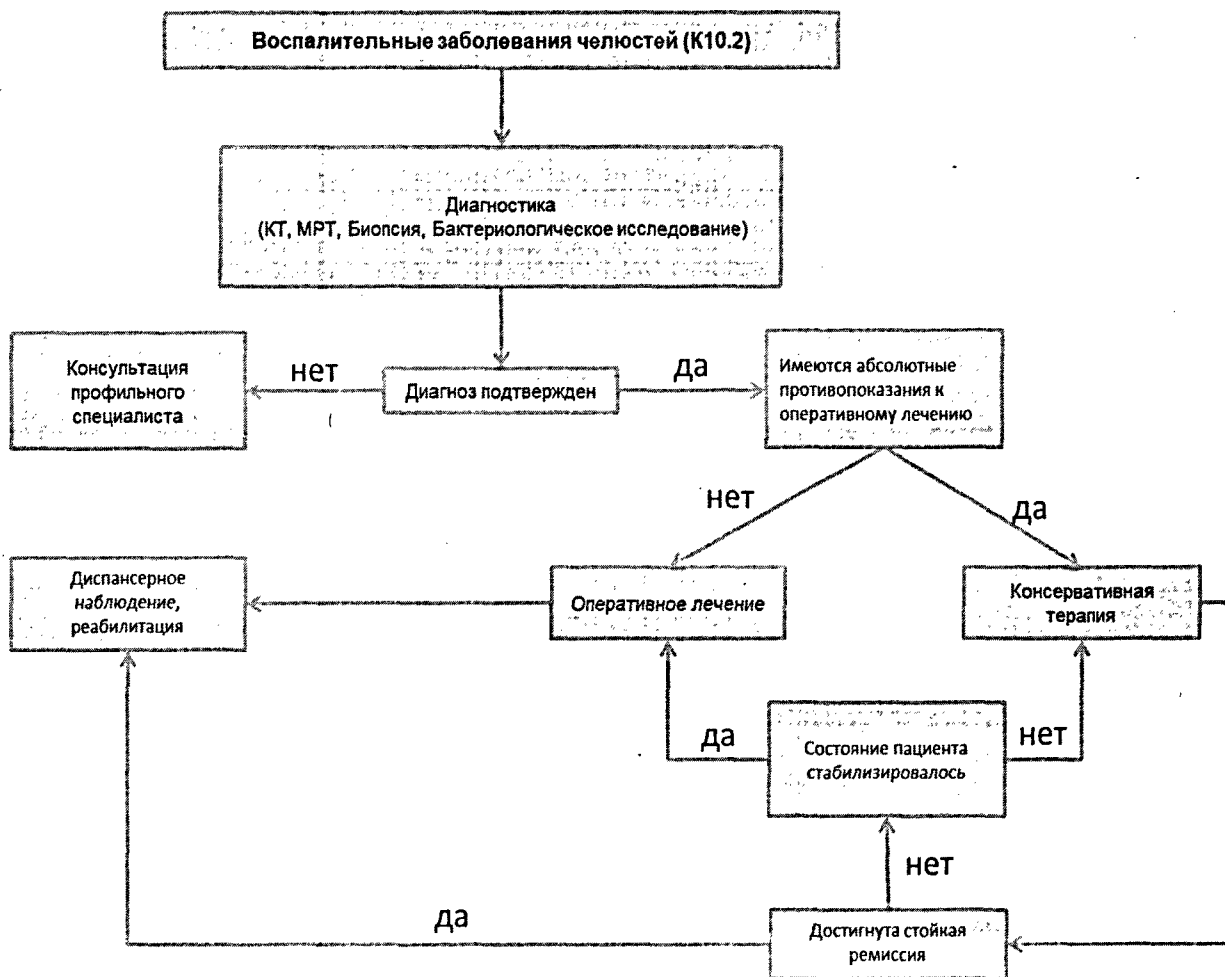 Воспалительные заболевания челюстей (К10.2)
Диагностика
(КТ, МРТ, Биопсия, Бактериологическое исследование)
Консультация
профильного
специалиста
нет
Диагноз подтвержден
да
Имеются абсолютные
противопоказания к
оперативному лечению
нет
да
Диспансерное
наблюдение,
реабилитация
Оперативное лечение
Консервативная
терапия
да
Состояние пациента
стабилизировалось
нет
нет
да
Достигнута стойкая
ремиссия